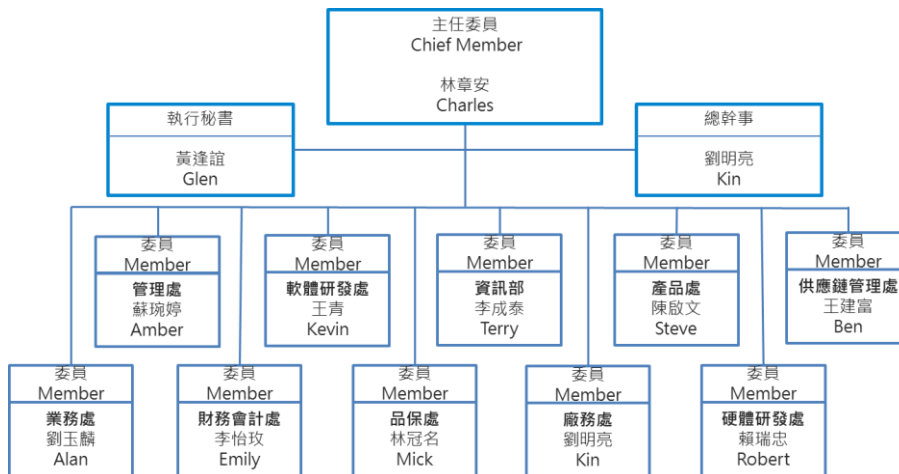 主任委員
Chief Member
林章安
Charles
執行秘書
黃逢誼
Glen
總幹事
劉明亮
Kin
委員
Member
管理處
蘇琬婷
Amber
委員
Member
軟體研發處
王青
Kevin
委員
Member
資訊部
李成泰
Terry
委員
Member
產品處
陳啟文
Steve
委員
Member
供應鏈管理處
王建富
Ben
委員
Member
業務處
劉玉麟
Alan
委員
Member
財務會計處
李怡玫
Emily
委員
Member
品保處
林冠名
Mick
委員
Member
廠務處
劉明亮
Kin
委員
Member
硬體研發處
賴瑞忠
Robert